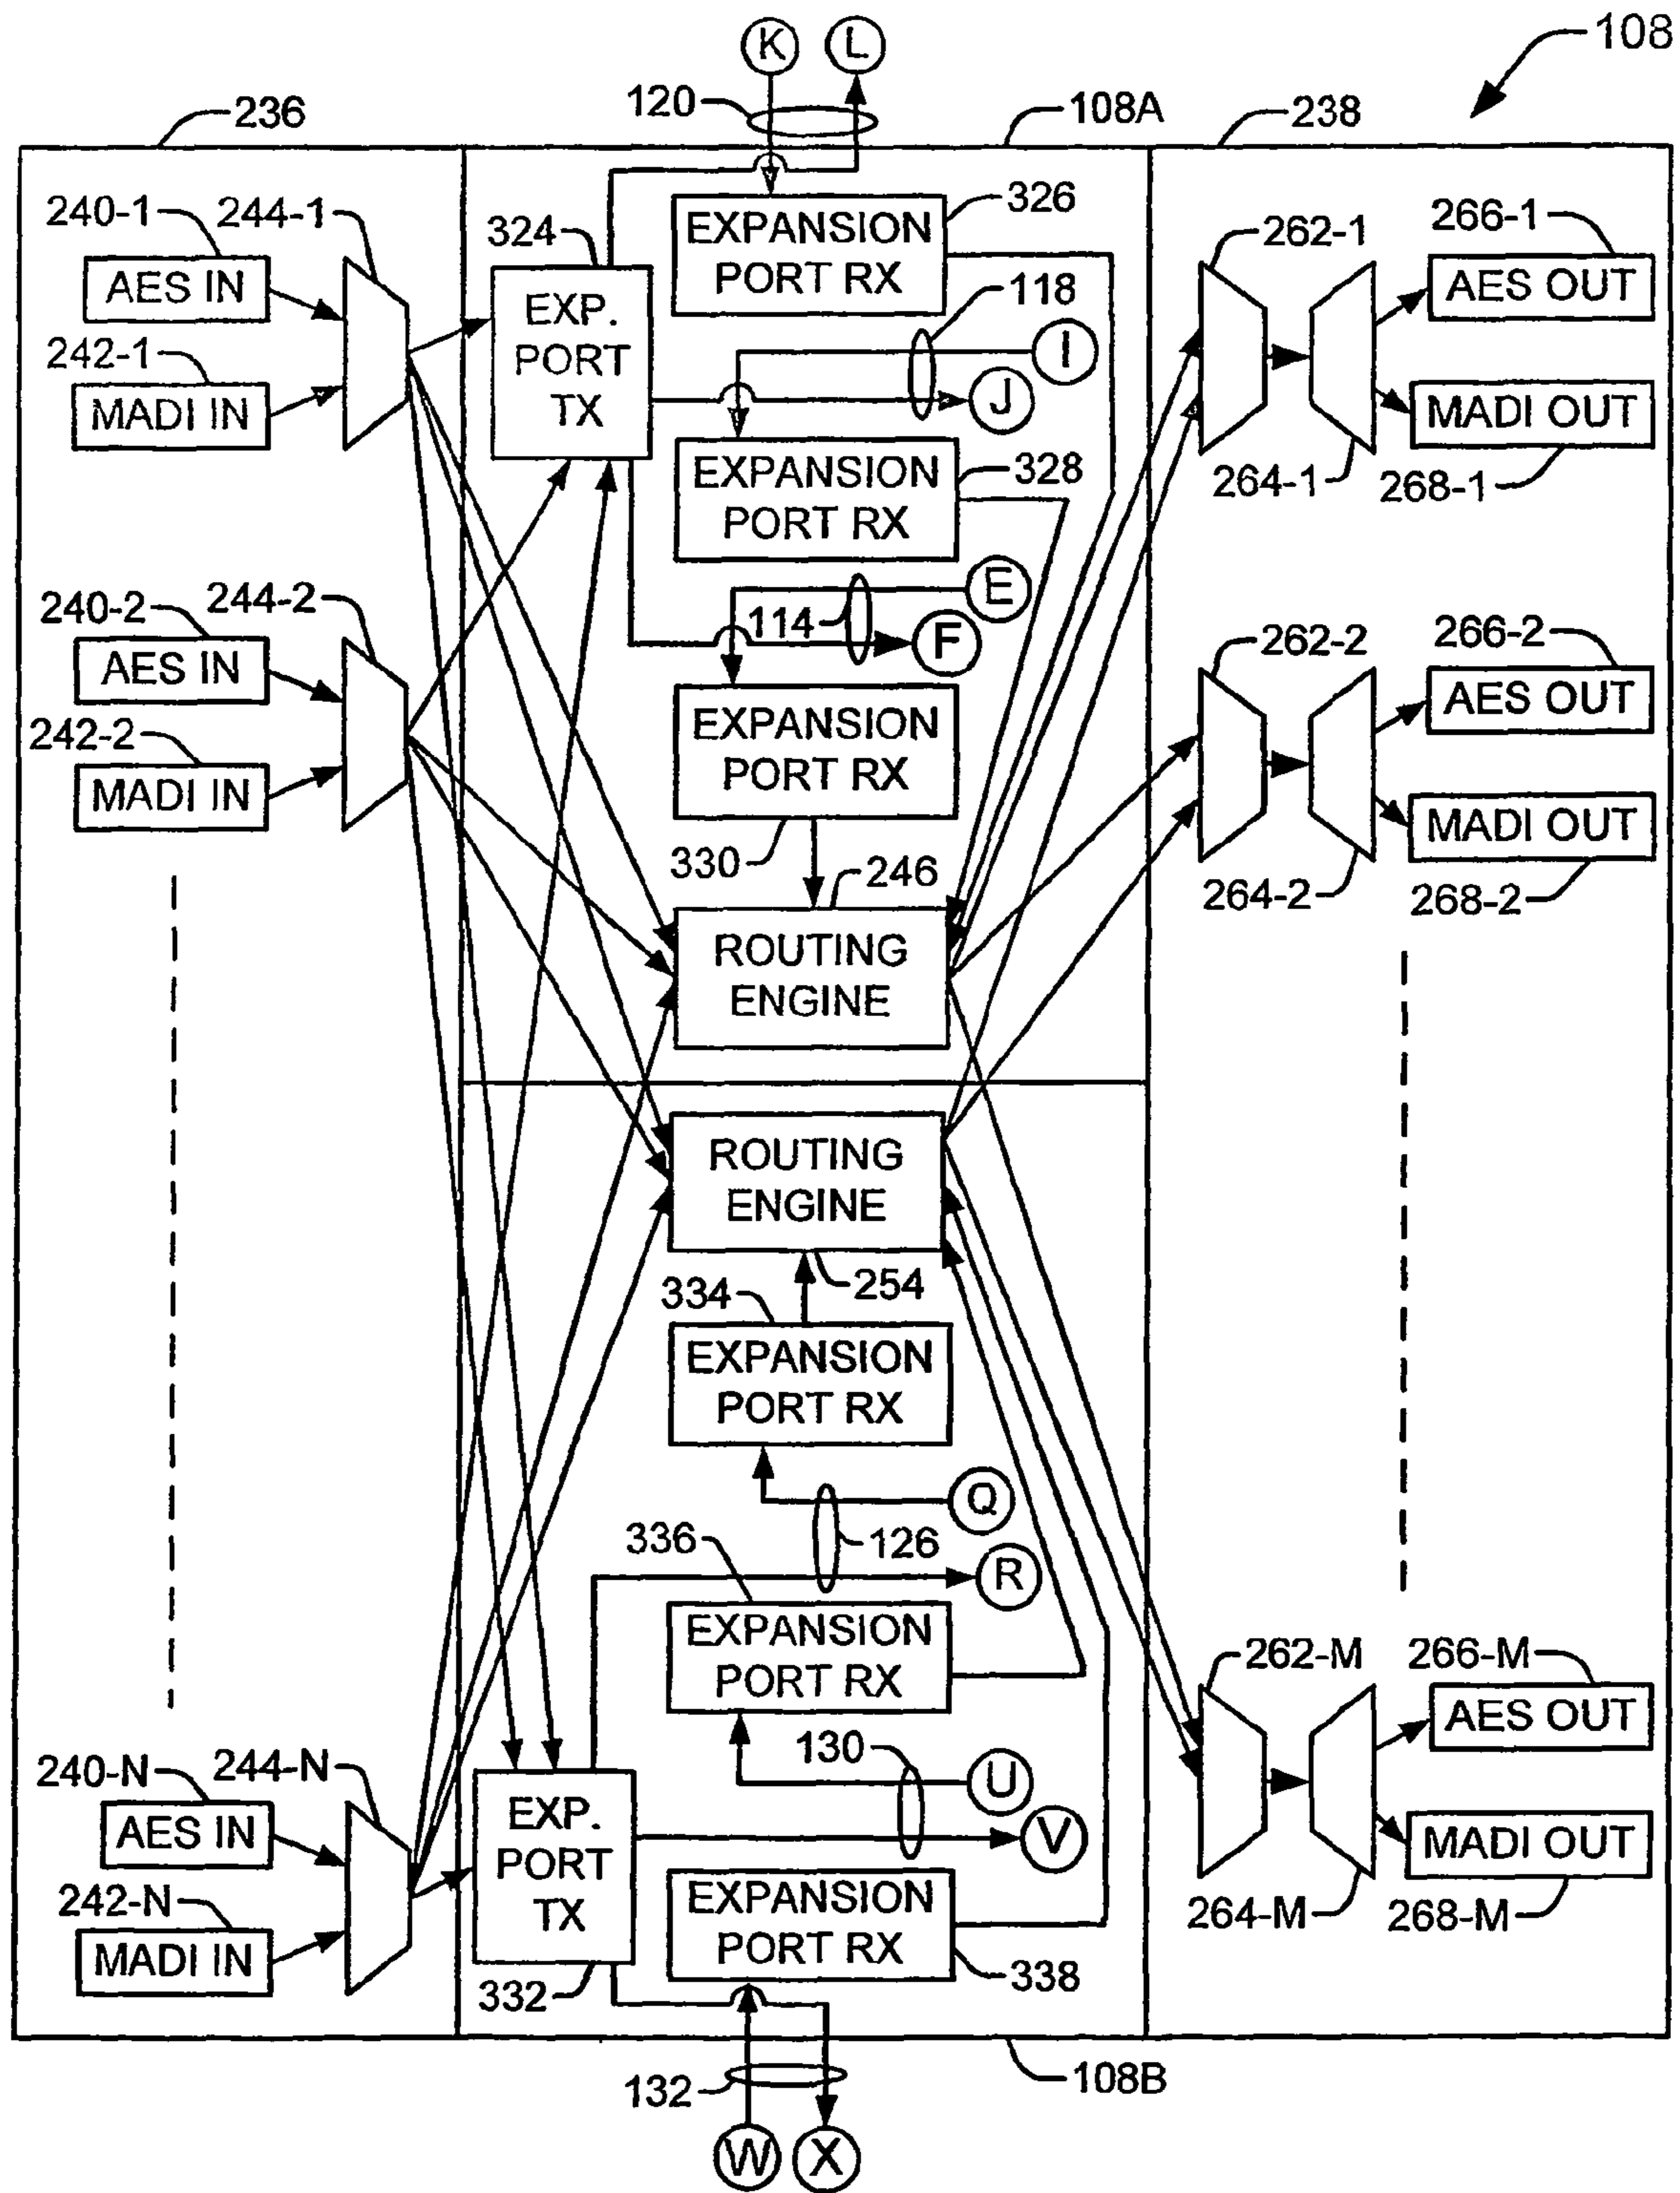 108
K
L
120
236
108A
238
240-1
244-1
AES IN
242-1
MADI IN
324
EXP.
PORT
TX
EXPANSION
PORT RX
326
118
I
J
EXPANSION
PORT RX
328
262-1
266-1
AES OUT
MADI OUT
264-1
268-1
240-2
244-2
AES IN
242-2
MADI IN
E
114
F
EXPANSION
PORT RX
330
246
ROUTING
ENGINE
262-2
266-2
AES OUT
MADI OUT
264-2
268-2
ROUTING
ENGINE
254
334
EXPANSION
PORT RX
Q
126
336
R
EXPANSION
PORT RX
130
U
V
240-N
244-N
AES IN
242-N
MADI IN
EXP.
PORT
TX
332
EXPANSION
PORT RX
338
262-M
266-M
AES OUT
MADI OUT
264-M
268-M
132
108B
W
X